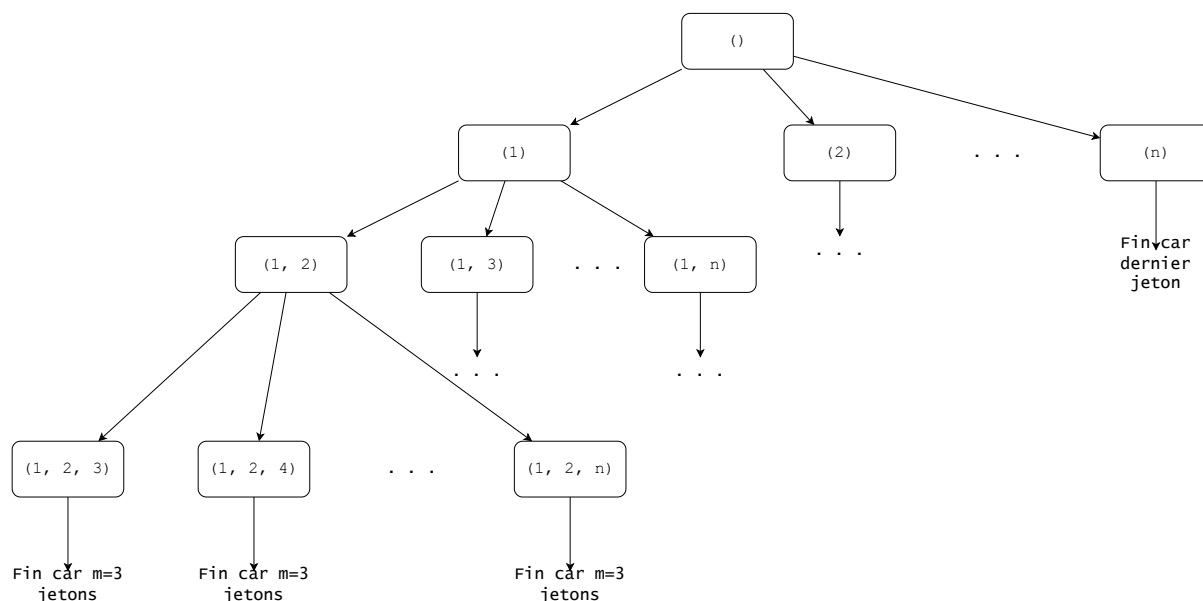 ()
(1)
(2)
. . .
(n)
(1, 2)
(1, 3)
. . .
(1, n)
. . .
Fin car
dernier
jeton
. . .
. . .
(1, 2, 3)
(1, 2, 4)
. . .
(1, 2, n)
Fin car m=3
jetons
Fin car m=3
jetons
Fin car m=3
jetons